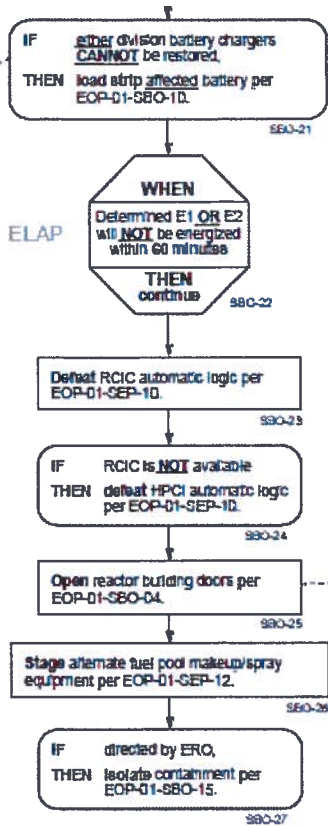 IF either division battery chargers
CANNOT be restored,
THEN load strip affected battery per
EOP-01-SBO-10.
SBO-21
WHEN
ELAP
Determined E1 OR E2
will NOT be energized
within 60 minutes
THEN
continue
SBO-22
Defeat RCIC automatic logic per
EOP-01-SEP-10.
SBO-23
IF RCIC is NOT available
THEN defeat HPCI automatic logic
per EOP-01-SEP-10.
SBO-24
Open reactor building doors per
EOP-01-SBO-04.
SBO-25
Stage alternate fuel pool makeup/spray
equipment per EOP-01-SEP-12.
SBO-26
IF directed by ERO,
THEN isolate containment per
EOP-01-SBO-15.
SBO-27